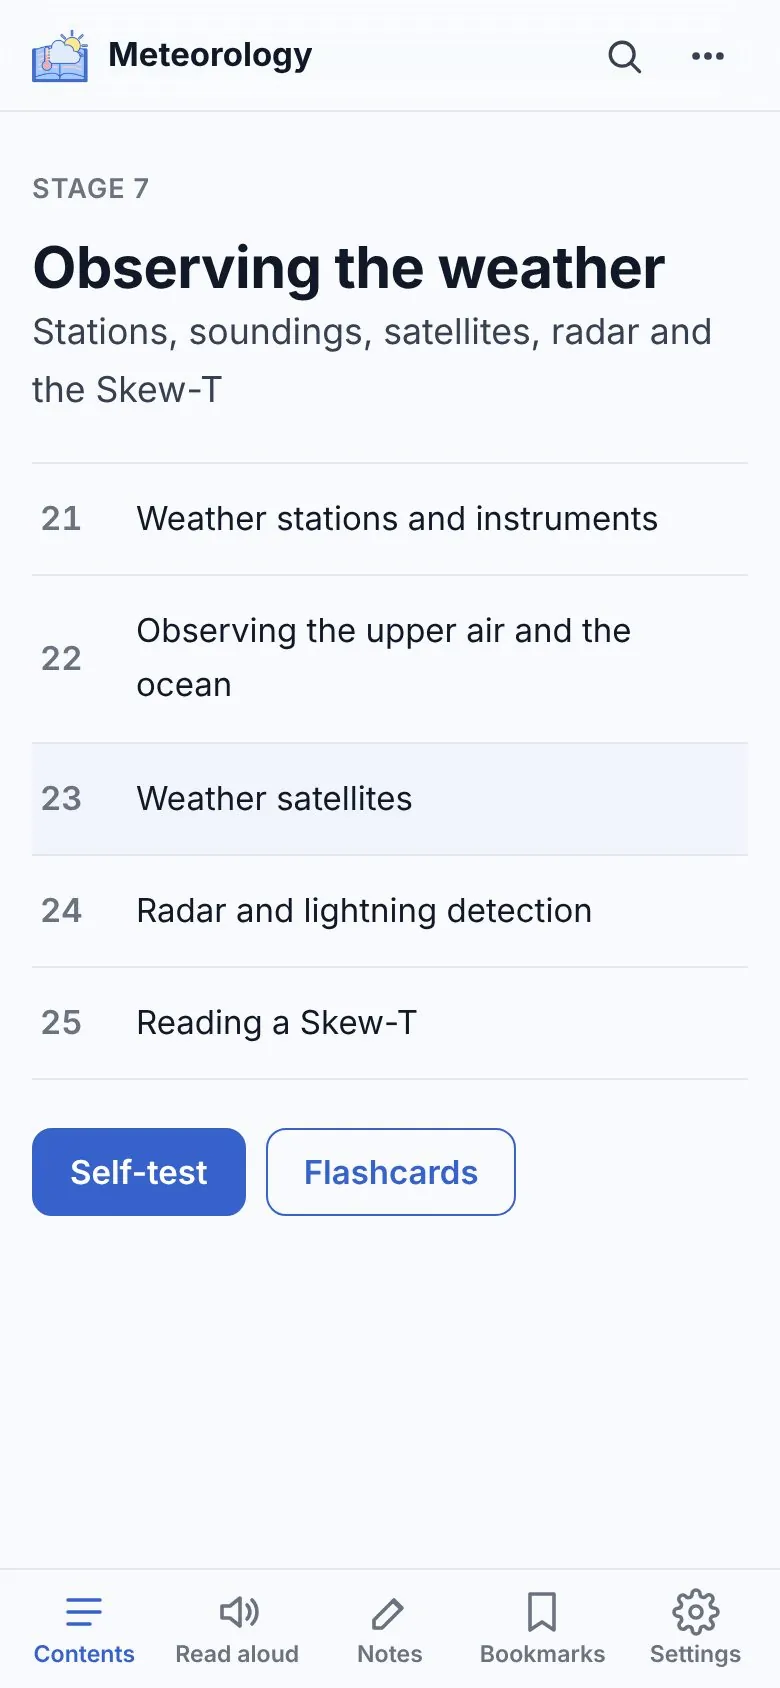 Meteorology
STAGE 7
Observing the weather
Stations, soundings, satellites, radar and
the Skew-T
21 Weather stations and instruments
22 Observing the upper air and the
ocean
23 Weather satellites
24 Radar and lightning detection
25 Reading a Skew-T
Self-test Flashcards
Contents Read aloud Notes Bookmarks Settings